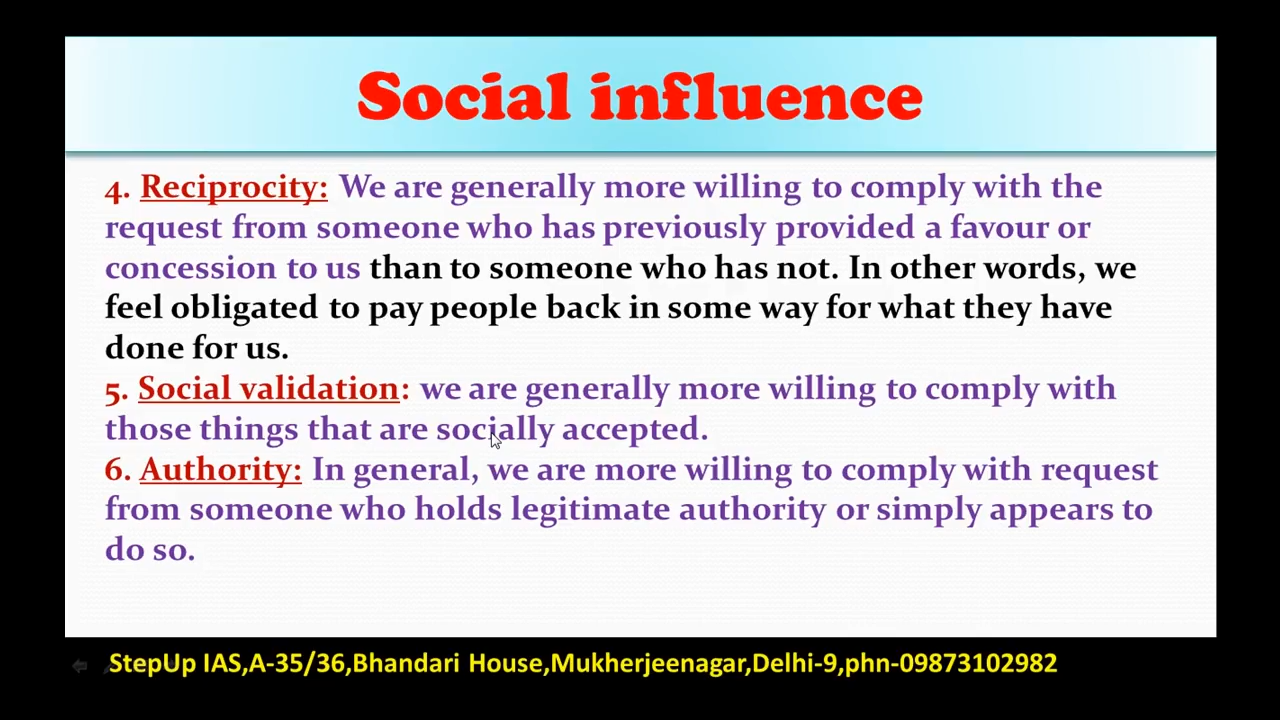 Social influence
4. Reciprocity: We are generally more willing to comply with the
request from someone who has previously provided a favour or
concession to us than to someone who has not. In other words, we
feel obligated to pay people back in some way for what they have
done for us.
5. Social validation: we are generally more willing to comply with
those things that are socially accepted.
6. Authority: In general, we are more willing to comply with request
from someone who holds legitimate authority or simply appears to
do so.
StepUp IAS,A-35/36,Bhandari House,Mukherjeenagar,Delhi-9,phn-09873102982